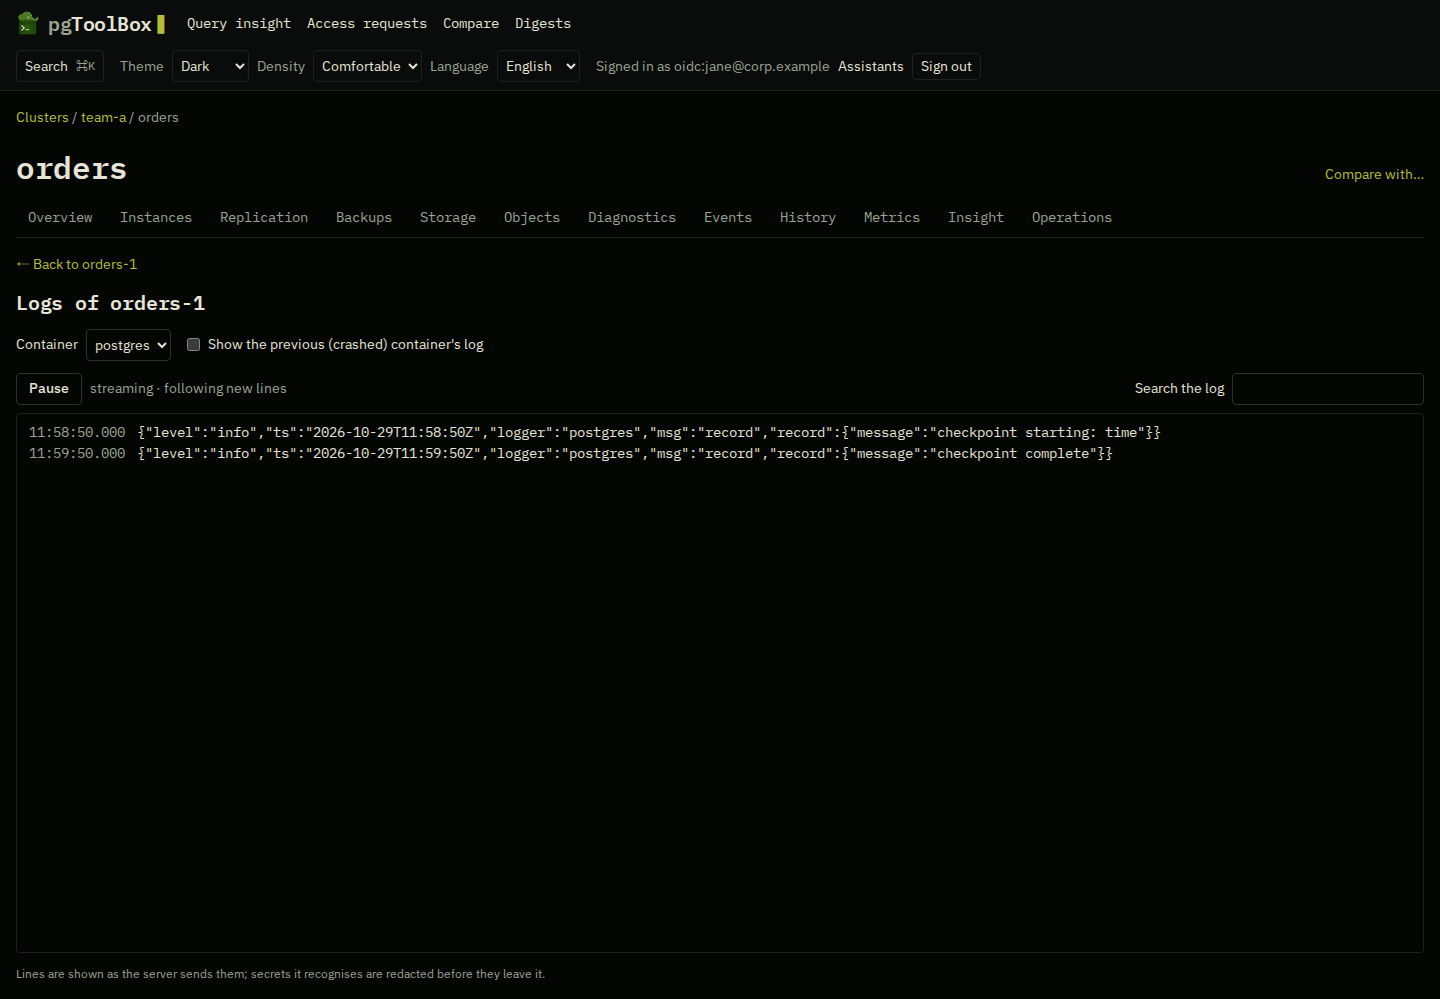 pgToolBox Query insight Access requests Compare Digests
Search ⌘K Theme Dark Density Comfortable Language English Signed in as oidc:jane@corp.example Assistants Sign out
Clusters / team-a / orders
orders
Compare with...
Overview Instances Replication Backups Storage Objects Diagnostics Events History Metrics Insight Operations
← Back to orders-1
Logs of orders-1
Container postgres Show the previous (crashed) container's log
Pause streaming · following new lines Search the log
11:58:50.000 {"level":"info","ts":"2026-10-29T11:58:50Z","logger":"postgres","msg":"record","record":{"message":"checkpoint starting: time"}}
11:59:50.000 {"level":"info","ts":"2026-10-29T11:59:50Z","logger":"postgres","msg":"record","record":{"message":"checkpoint complete"}}
Lines are shown as the server sends them; secrets it recognises are redacted before they leave it.